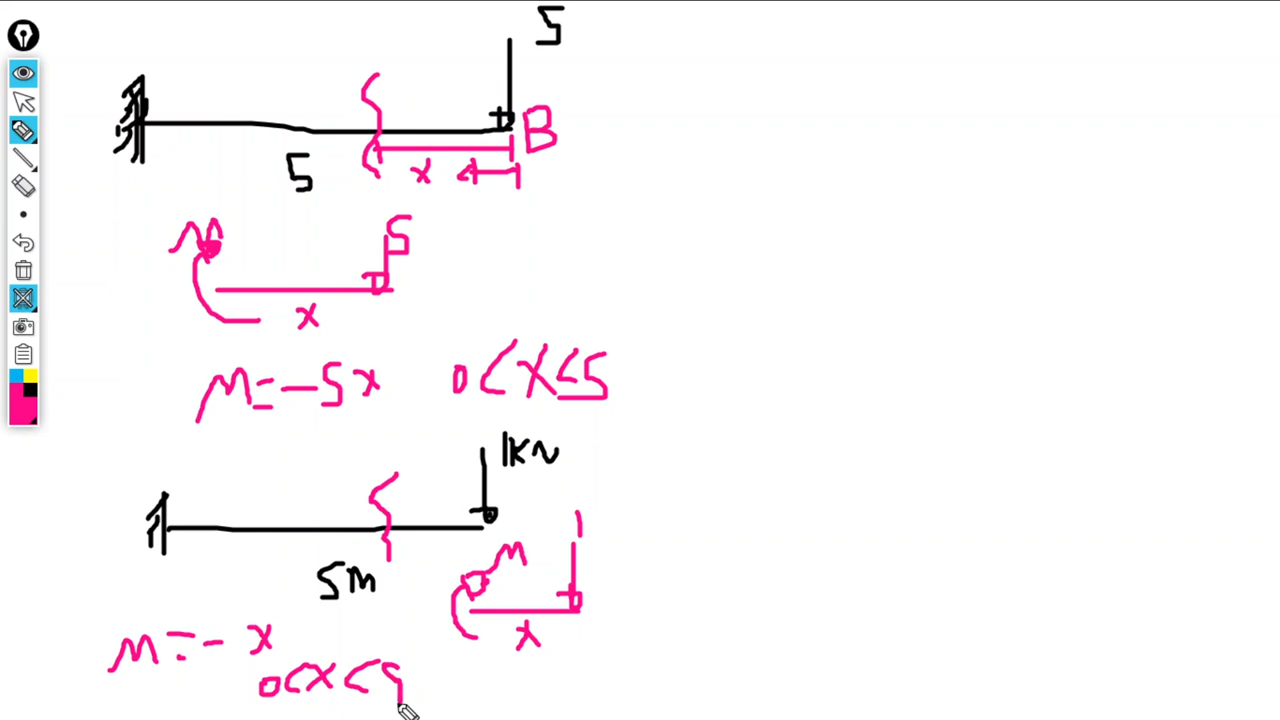 5
B
5
x
M
5
x
M = -5x 0 < x < 5
1KN
5m
M
1
x
m = - x
0 < x < 5